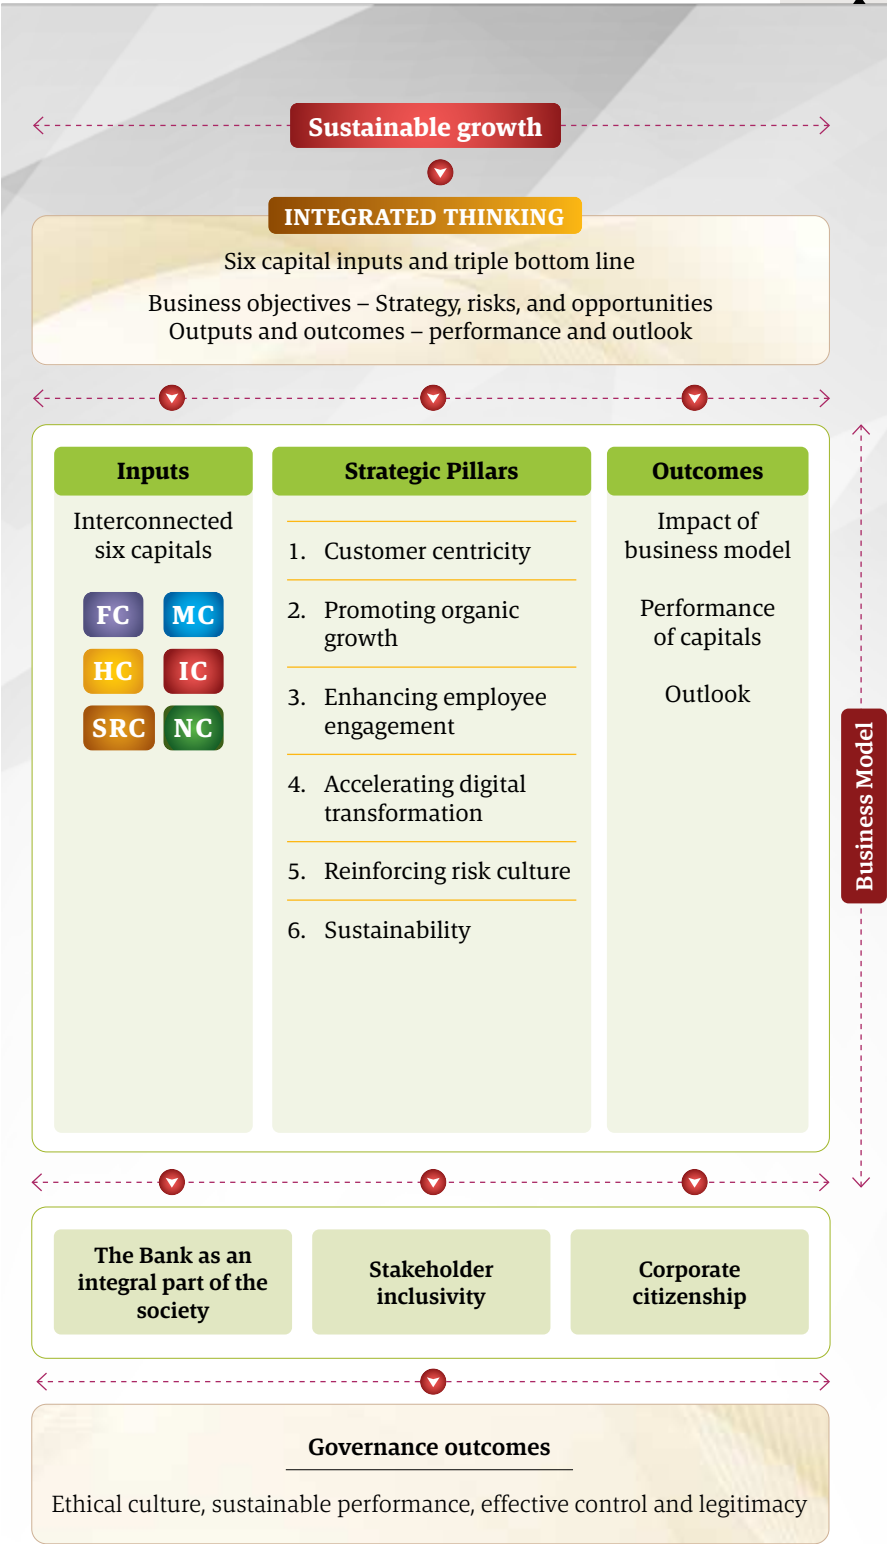 Sustainable growth
INTEGRATED THINKING
Six capital inputs and triple bottom line
Business objectives – Strategy, risks, and opportunities
Outputs and outcomes – performance and outlook
Inputs
Interconnected
six capitals
FC MC
HC IC
SRC NC
Strategic Pillars
1. Customer centricity
2. Promoting organic
growth
3. Enhancing employee
engagement
4. Accelerating digital
transformation
5. Reinforcing risk culture
6. Sustainability
Outcomes
Impact of
business model
Performance
of capitals
Outlook
Business Model
The Bank as an
integral part of the
society
Stakeholder
inclusivity
Corporate
citizenship
Governance outcomes
Ethical culture, sustainable performance, effective control and legitimacy